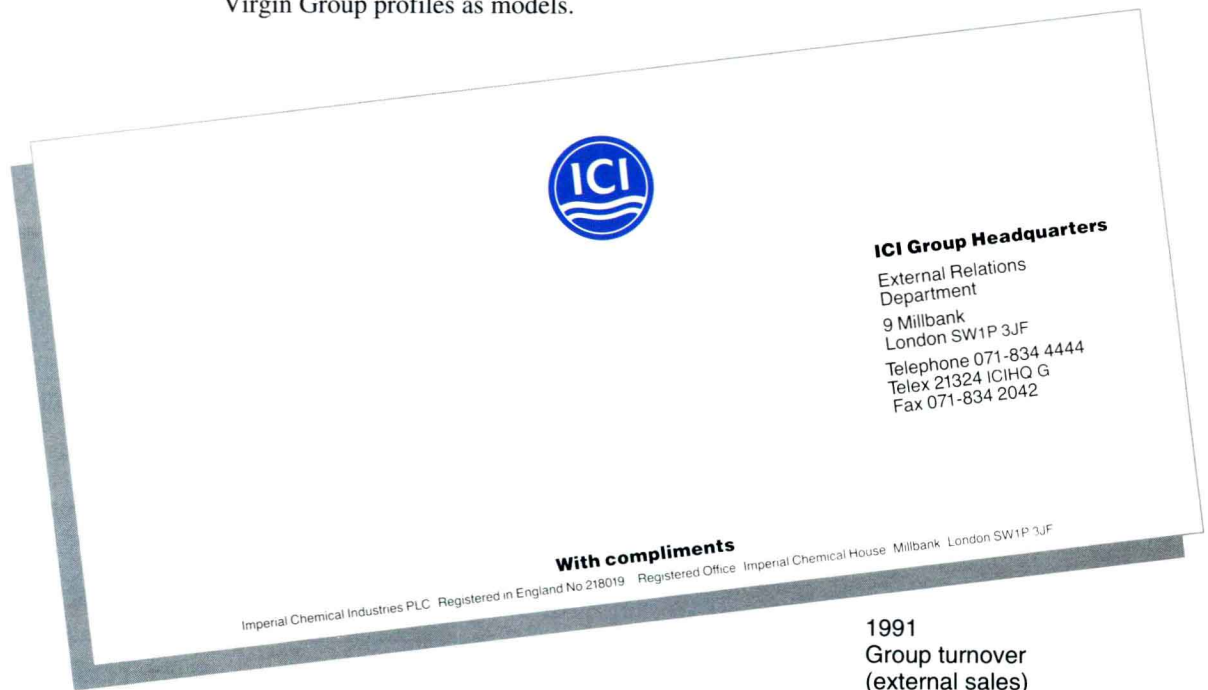 Virgin Group profiles as models.
ICI
ICI Group Headquarters
External Relations
Department
9 Millbank
London SW1P 3JF
Telephone 071-834 4444
Telex 21324 ICIHQ G
Fax 071-834 2042
With compliments
Imperial Chemical Industries PLC Registered in England No 218019 Registered Office Imperial Chemical House Millbank London SW1P 3JF
1991
Group turnover
(external sales)